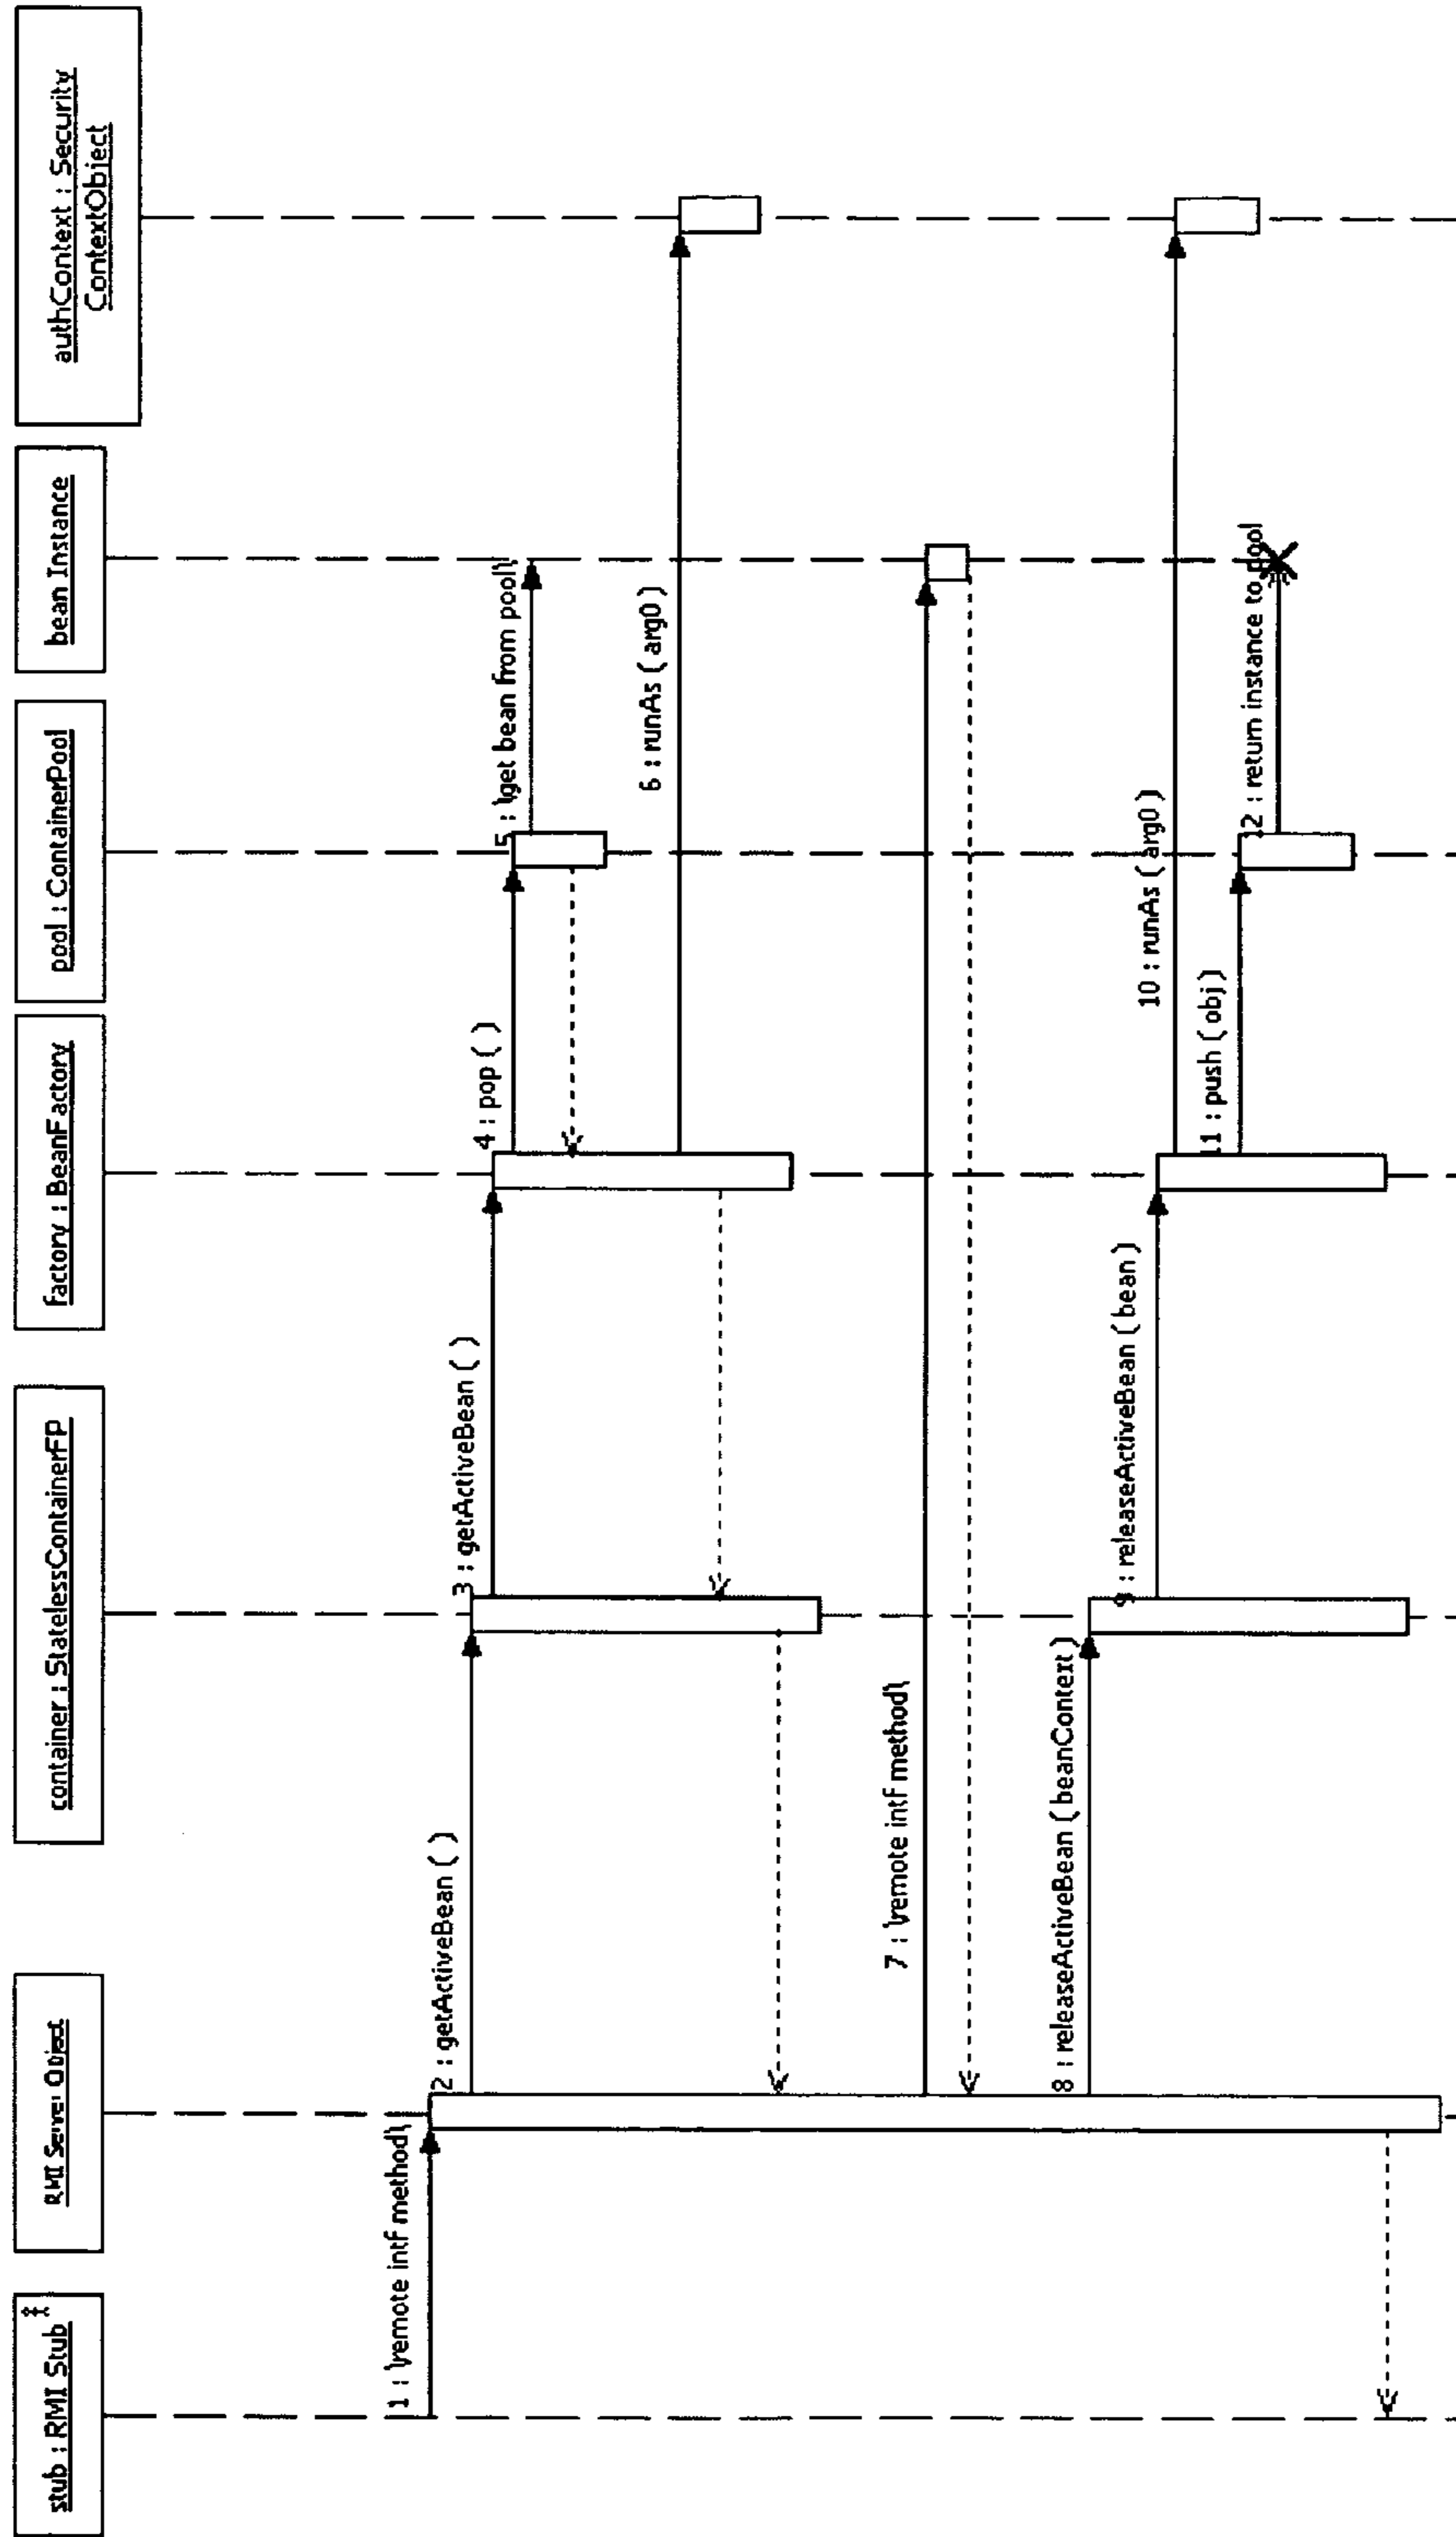 stub : RMI Stub
RMI Server Object
container : StatelessContainerFP
factory : BeanFactory
pool : ContainerPool
bean Instance
authContext : Security
ContextObject
1 : \remote intf method\
2 : getActiveBean ( )
3 : getActiveBean ( )
4 : pop ( )
5 : \get bean from pool\
6 : runAs ( arg0 )
7 : \remote intf method\
8 : releaseActiveBean ( beanContext )
9 : releaseActiveBean ( bean )
10 : runAs ( arg0 )
11 : push ( obj )
12 : return instance to pool